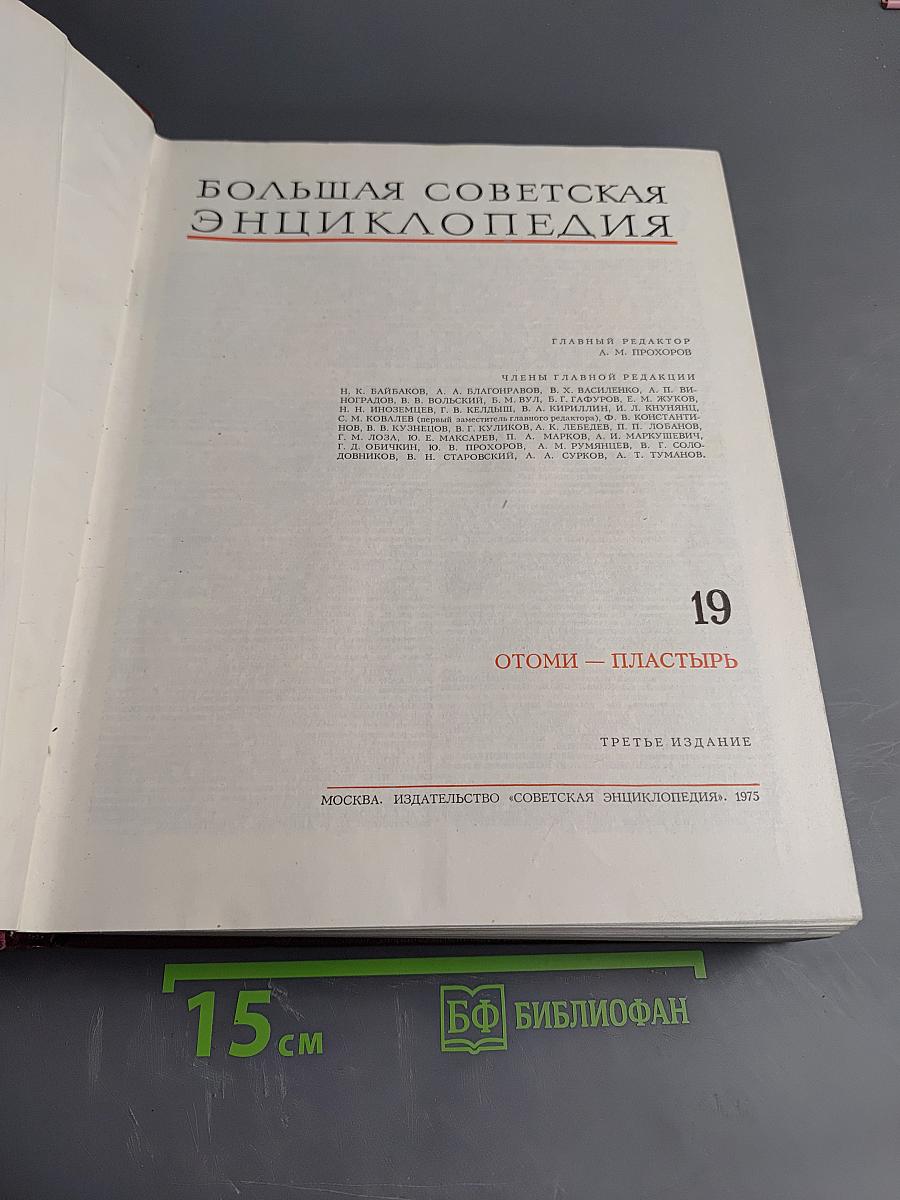 БОЛЬШАЯ СОВЕТСКАЯ
ЭНЦИКЛОПЕДИЯ
ГЛАВНЫЙ РЕДАКТОР
А. М. ПРОХОРОВ
ЧЛЕНЫ ГЛАВНОЙ РЕДАКЦИИ
Н. К. БАЙБАКОВ, А. А. БЛАГОНРАВОВ, В. Х. ВАСИЛЕНКО, А. П. ВИ-
НОГРАДОВ, В. В. ВОЛЬСКИЙ, Б. М. ВУЛ, Б. Г. ГАФУРОВ, Е. М. ЖУКОВ,
Н. Н. ИНОЗЕМЦЕВ, Г. В. КЕЛДЫШ, В. А. КИРИЛЛИН, И. Л. КНУНЯНЦ,
С. М. КОВАЛЕВ (первый заместитель главного редактора), Ф. В. КОНСТАНТИ-
НОВ, В. В. КУЗНЕЦОВ, В. Г. КУЛИКОВ, А. К. ЛЕБЕДЕВ, П. П. ЛОБАНОВ,
Г. М. ЛОЗА, Ю. Е. МАКСАРЕВ, П. А. МАРКОВ, А. И. МАРКУШЕВИЧ,
Г. Д. ОБИЧКИН, Ю. В. ПРОХОРОВ, А. М. РУМЯНЦЕВ, В. Г. СОЛО-
ДОВНИКОВ, В. Н. СТАРОВСКИЙ, А. А. СУРКОВ, А. Т. ТУМАНОВ.
19
ОТОМИ — ПЛАСТЫРЬ
ТРЕТЬЕ ИЗДАНИЕ
МОСКВА. ИЗДАТЕЛЬСТВО «СОВЕТСКАЯ ЭНЦИКЛОПЕДИЯ». 1975
15 см
БФ БИБЛИОФАН